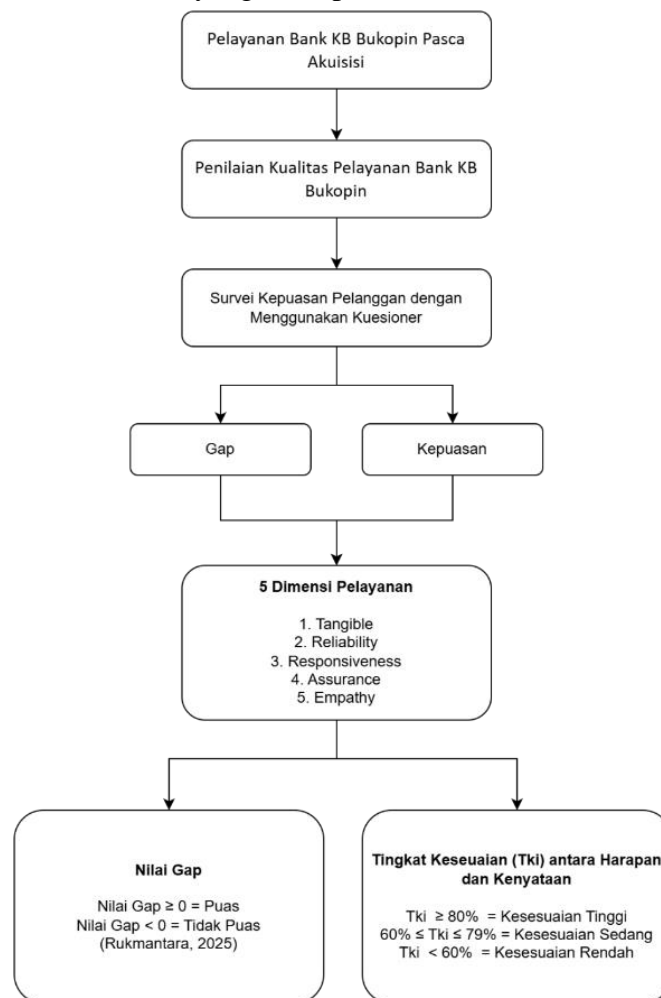 Pelayanan Bank KB Bukopin Pasca
Akuisisi
Penilaian Kualitas Pelayanan Bank KB
Bukopin
Survei Kepuasan Pelanggan dengan
Menggunakan Kuesioner
Gap
Kepuasan
5 Dimensi Pelayanan
1. Tangible
2. Reliability
3. Responsiveness
4. Assurance
5. Empathy
Nilai Gap
Nilai Gap ≥ 0 = Puas
Nilai Gap < 0 = Tidak Puas
(Rukmantara, 2025)
Tingkat Keseuaian (Tki) antara Harapan
dan Kenyataan
Tki ≥ 80% = Kesesuaian Tinggi
60% ≤ Tki ≤ 79% = Kesesuaian Sedang
Tki < 60% = Kesesuaian Rendah